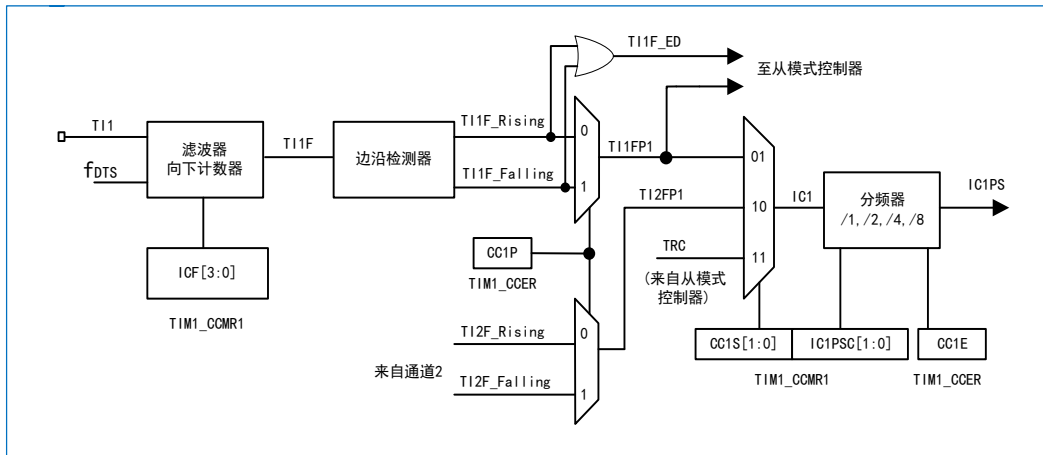 TI1F_ED
至从模式控制器
TI1
fDTS
滤波器
向下计数器
TI1F
边沿检测器
TI1F_Rising
TI1F_Falling
0
1
TI1FP1
TI2FP1
TRC
(来自从模式
控制器)
01
10
11
IC1
分频器
/1, /2, /4, /8
IC1PS
ICF[3:0]
TIM1_CCMR1
CC1P
TIM1_CCER
TI2F_Rising
来自通道2
TI2F_Falling
0
1
CC1S[1:0]
IC1PSC[1:0]
CC1E
TIM1_CCMR1
TIM1_CCER